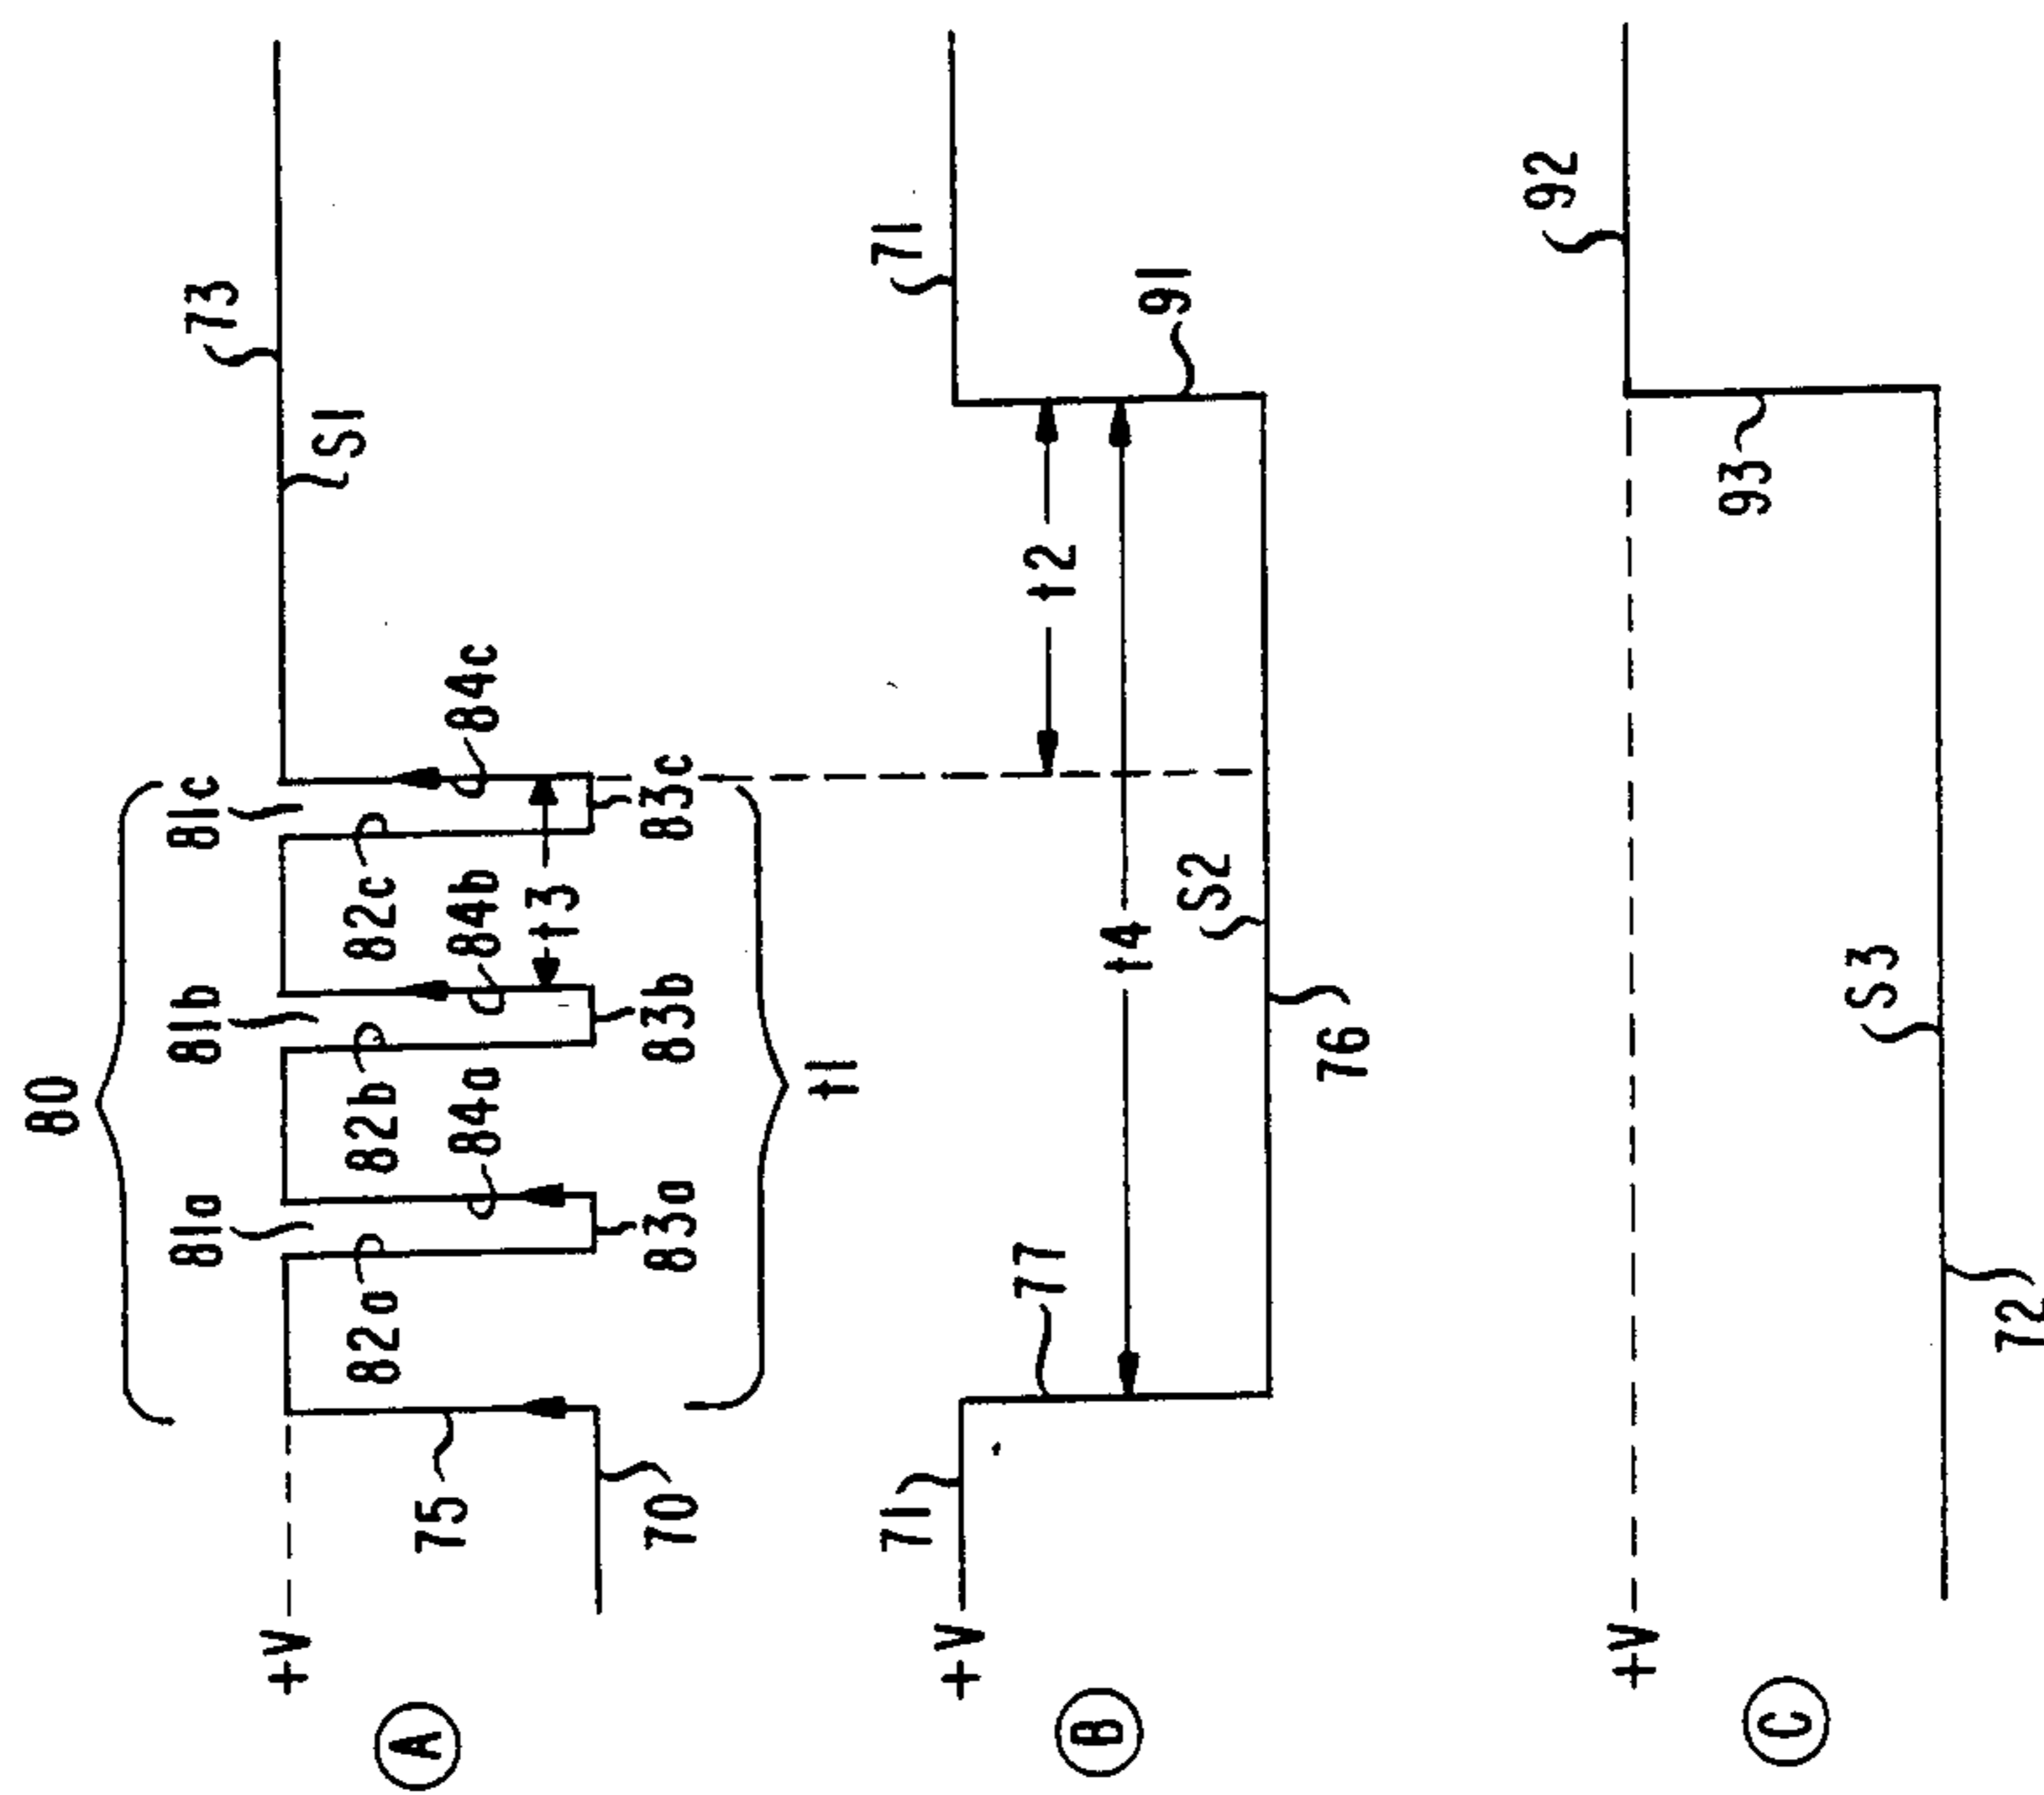 80
81a 81b 81c
73
S1
82a 82b 82c
84a 84b 84c
t3
+V
75
70
83a 83b 83c
t1
A
71
71
+V
77
t2
91
t4
S2
76
B
92
+V
93
S3
72
C